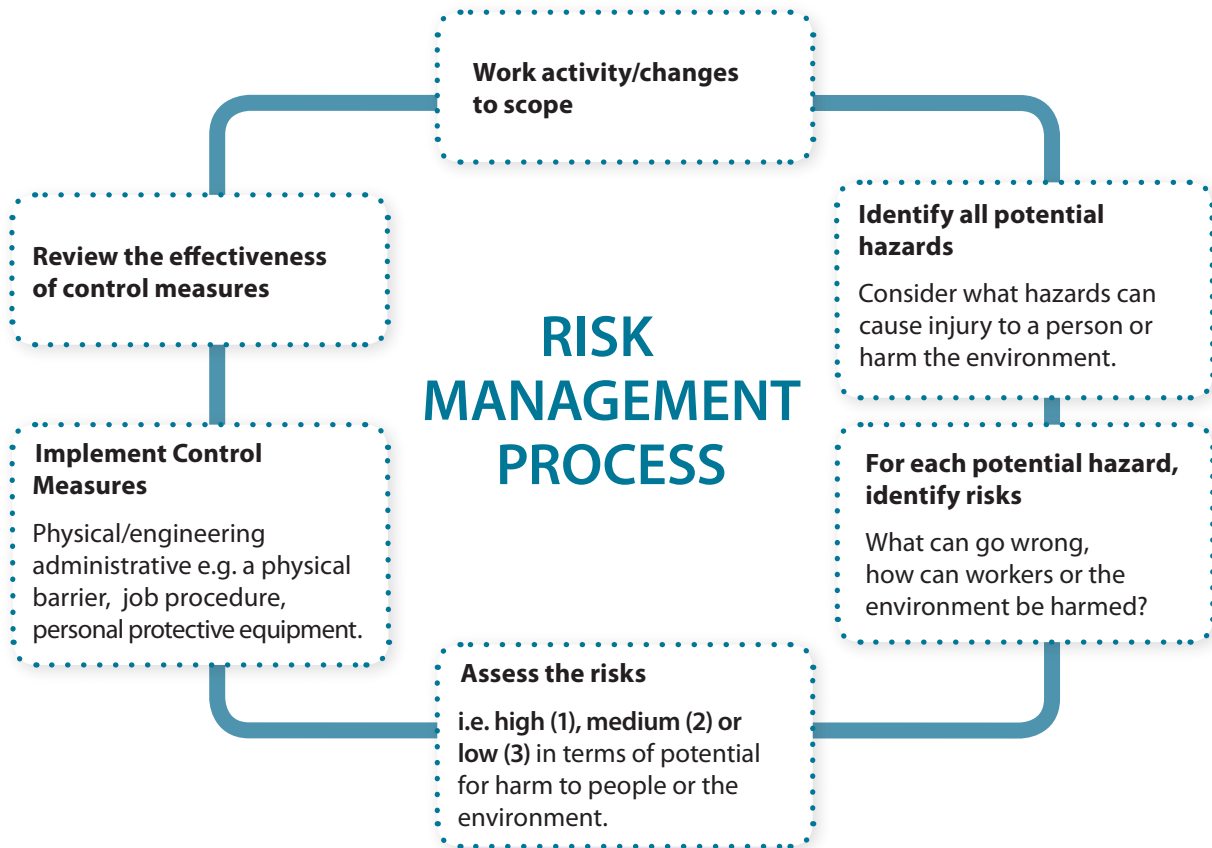 Work activity/changes
to scope
Identify all potential
hazards
Consider what hazards can
cause injury to a person or
harm the environment.
For each potential hazard,
identify risks
What can go wrong,
how can workers or the
environment be harmed?
Assess the risks
i.e. high (1), medium (2) or
low (3) in terms of potential
for harm to people or the
environment.
Implement Control
Measures
Physical/engineering
administrative e.g. a physical
barrier, job procedure,
personal protective equipment.
Review the effectiveness
of control measures
RISK
MANAGEMENT
PROCESS